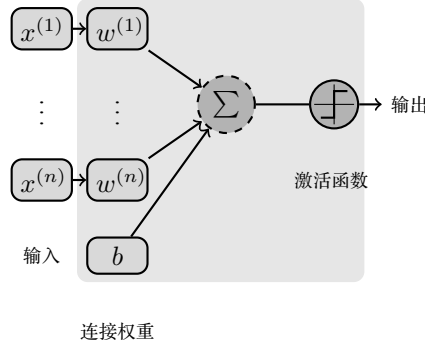 x^{(1)} w^{(1)}
∑
输出
⋮ ⋮
x^{(n)} w^{(n)}
激活函数
输入 b
连接权重